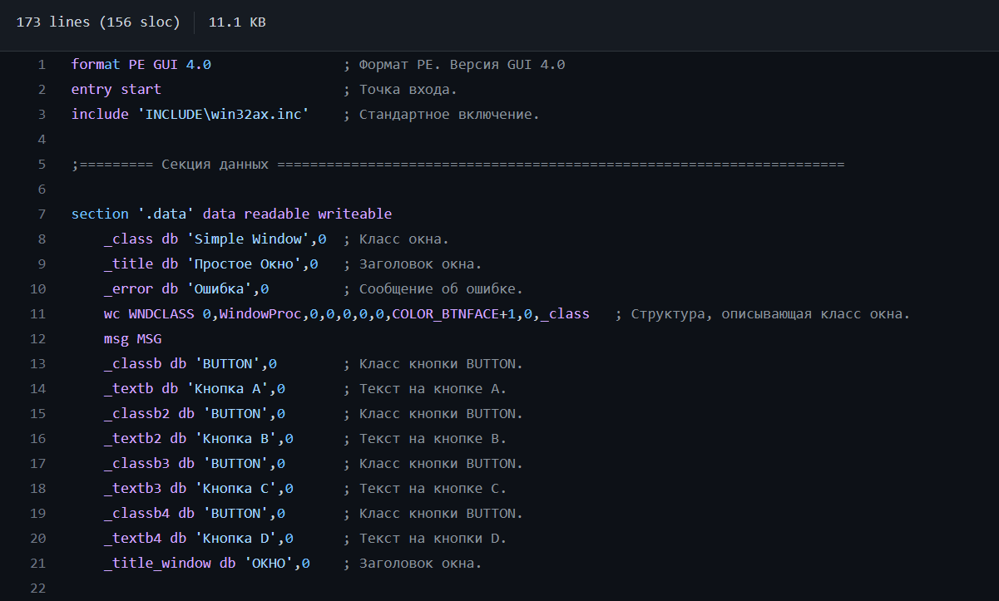 173 lines (156 sloc) 11.1 KB
1 format PE GUI 4.0 ; Формат PE. Версия GUI 4.0
2 entry start ; Точка входа.
3 include 'INCLUDE\win32ax.inc' ; Стандартное включение.
4
5 ;========= Секция данных =====================================================================
6
7 section '.data' data readable writeable
8 _class db 'Simple Window',0 ; Класс окна.
9 _title db 'Простое Окно',0 ; Заголовок окна.
10 _error db 'Ошибка',0 ; Сообщение об ошибке.
11 wc WNDCLASS 0,WindowProc,0,0,0,0,0,COLOR_BTNFACE+1,0,_class ; Структура, описывающая класс окна.
12 msg MSG
13 _classb db 'BUTTON',0 ; Класс кнопки BUTTON.
14 _textb db 'Кнопка A',0 ; Текст на кнопке A.
15 _classb2 db 'BUTTON',0 ; Класс кнопки BUTTON.
16 _textb2 db 'Кнопка B',0 ; Текст на кнопке B.
17 _classb3 db 'BUTTON',0 ; Класс кнопки BUTTON.
18 _textb3 db 'Кнопка C',0 ; Текст на кнопке C.
19 _classb4 db 'BUTTON',0 ; Класс кнопки BUTTON.
20 _textb4 db 'Кнопка D',0 ; Текст на кнопки D.
21 _title_window db 'ОКНО',0 ; Заголовок окна.
22